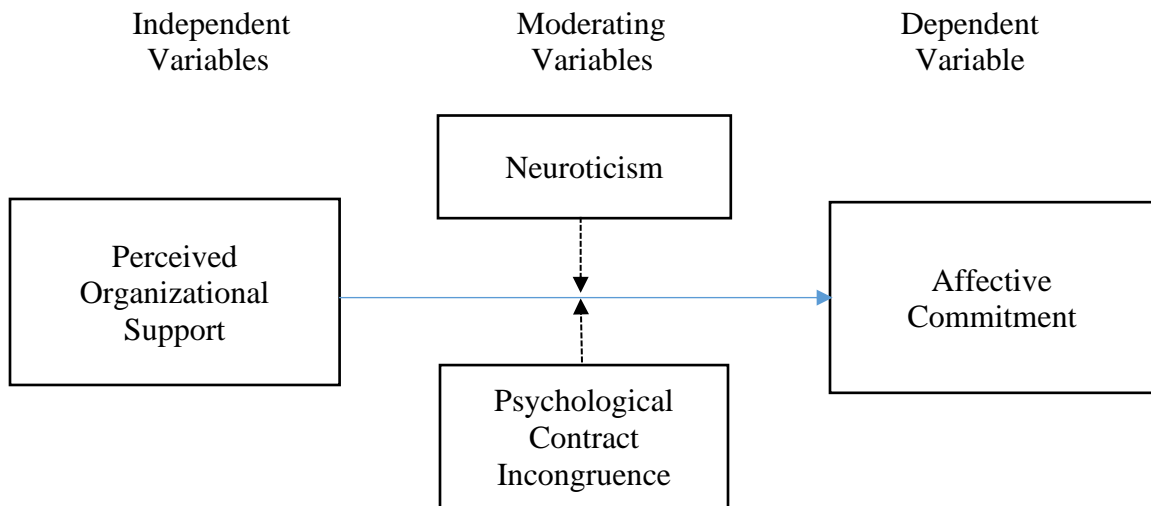 Independent
Variables
Moderating
Variables
Dependent
Variable
Neuroticism
Perceived
Organizational
Support
Affective
Commitment
Psychological
Contract
Incongruence